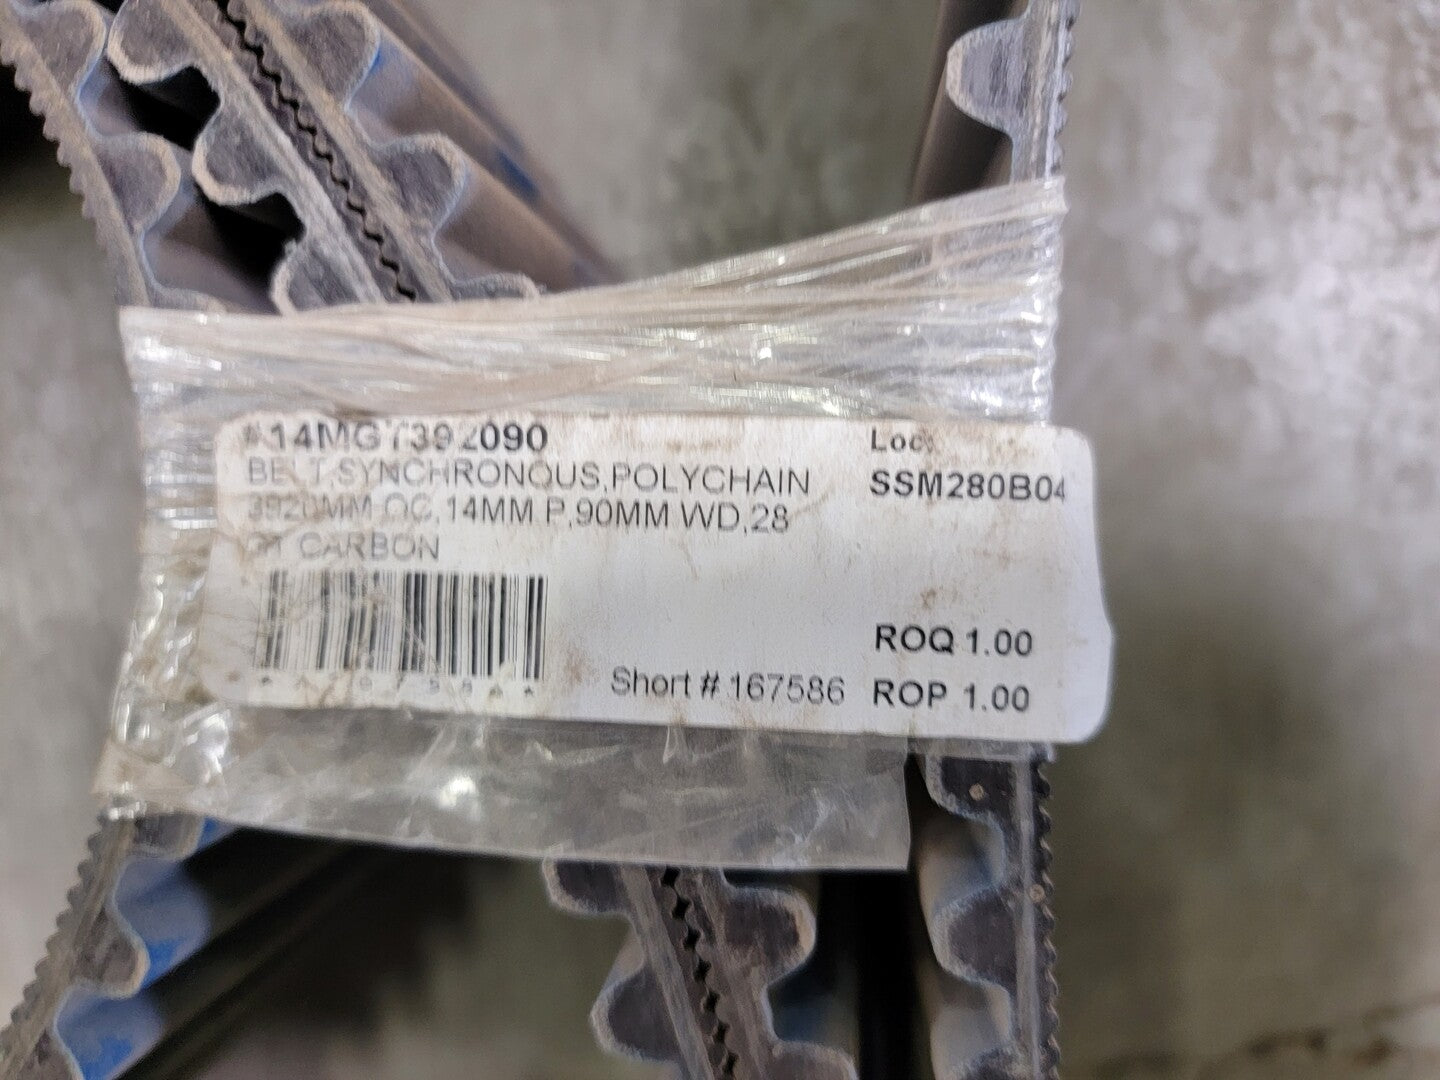 #14MGT392090
BELT,SYNCHRONOUS,POLYCHAIN
3920MM OC,14MM P,90MM WD,28
GT CARBON
Loc:
SSM280B04
ROQ 1.00
Short # 167586
ROP 1.00